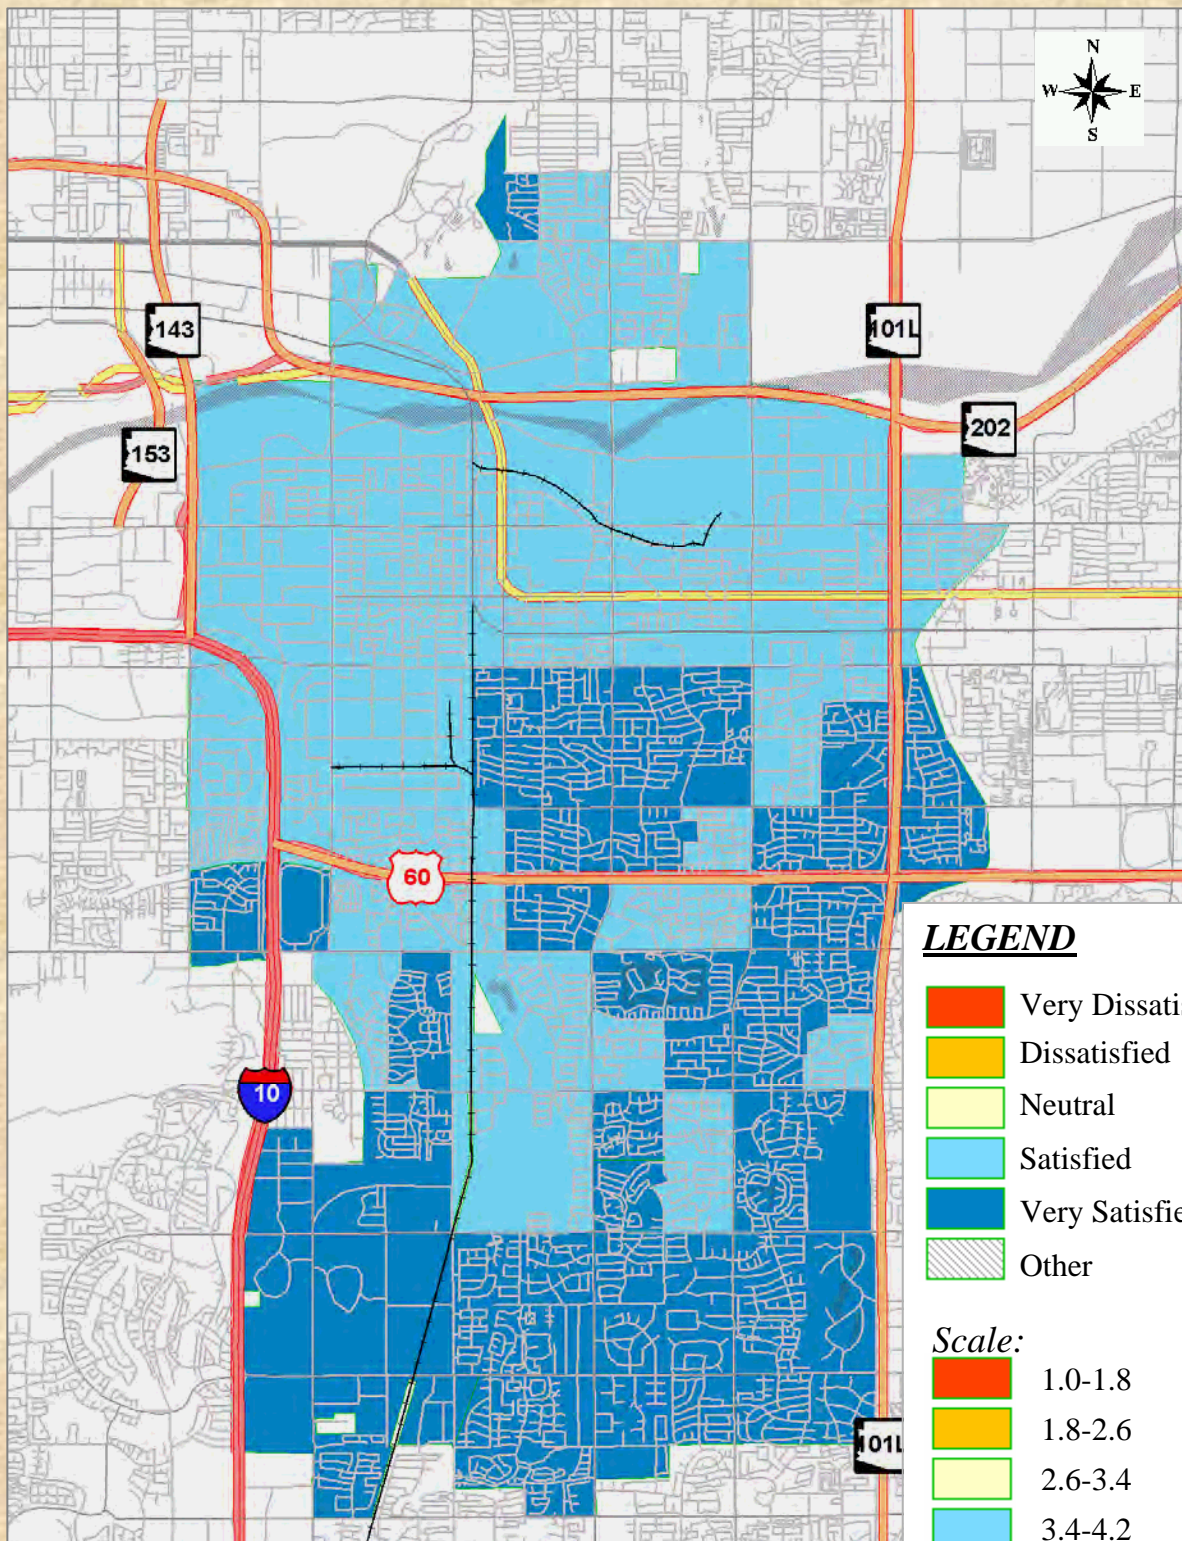 N
W E
S
143
101L
202
153
60
10
LEGEND
Very Dissatis
Dissatisfied
Neutral
Satisfied
Very Satisfie
Other
Scale:
1.0-1.8
1.8-2.6
2.6-3.4
3.4-4.2
101L